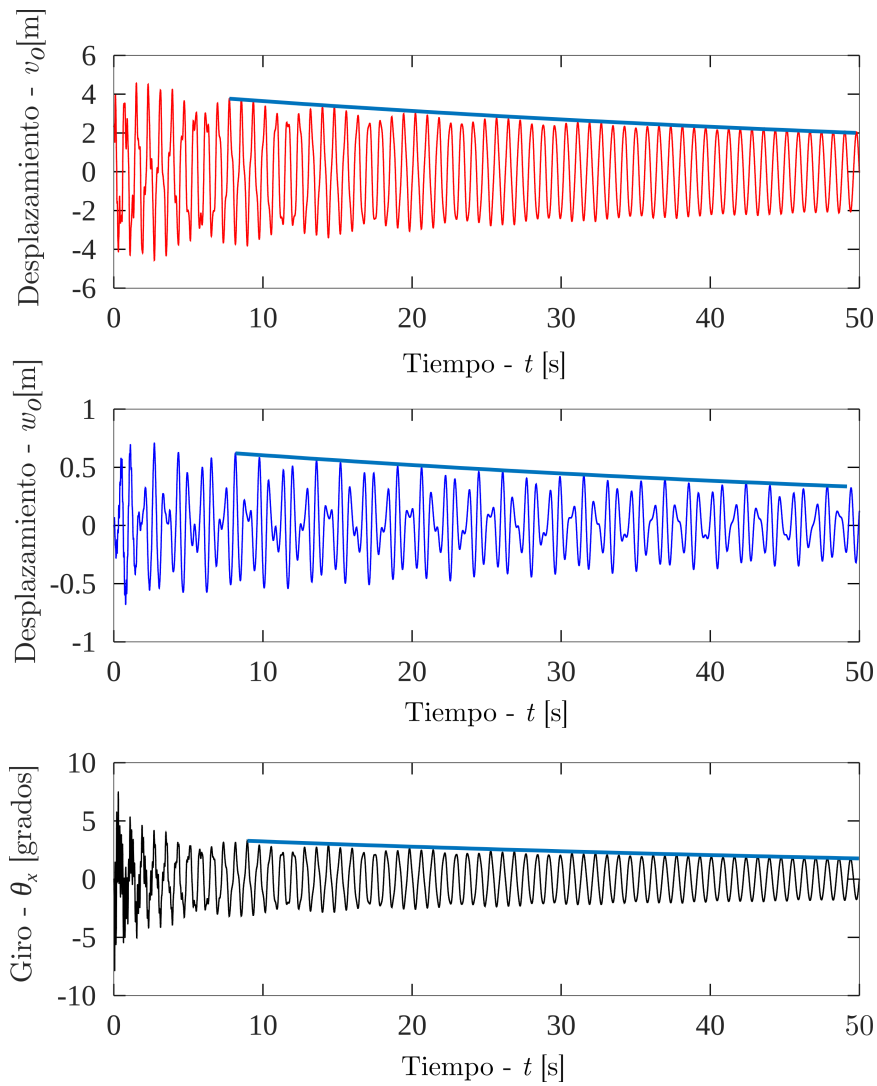 Desplazamiento - v_O[m]
6
4
2
0
-2
-4
-6
0 10 20 30 40 50
Tiempo - t [s]
Desplazamiento - w_O[m]
1
0.5
0
-0.5
-1
0 10 20 30 40 50
Tiempo - t [s]
Giro - θ_x [grados]
10
5
0
-5
-10
0 10 20 30 40 50
Tiempo - t [s]